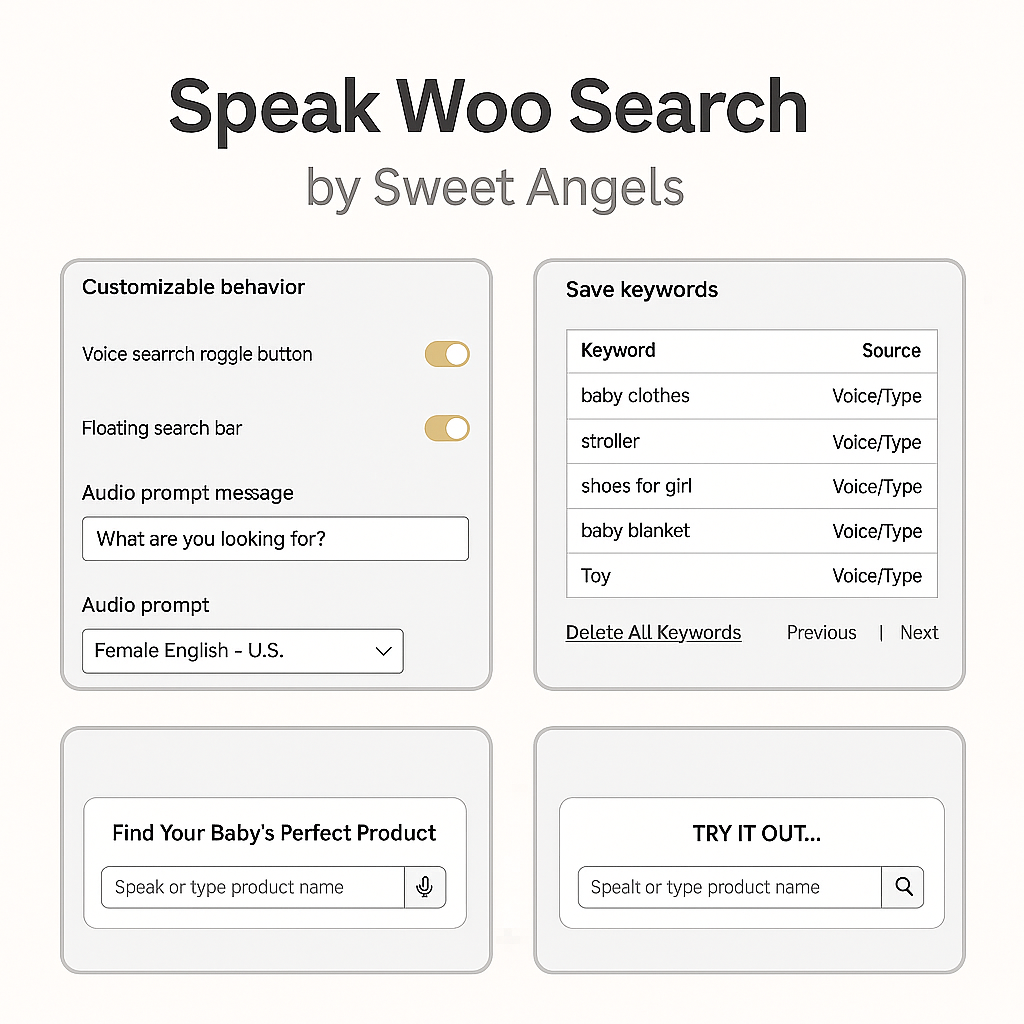 Speak Woo Search
by Sweet Angels
Customizable behavior
Voice searrch roggle button
Floating search bar
Audio prompt message
What are you looking for?
Audio prompt
Female English - U.S.
Save keywords
Keyword Source
baby clothes Voice/Type
stroller Voice/Type
shoes for girl Voice/Type
baby blanket Voice/Type
Toy Voice/Type
Delete All Keywords Previous | Next
Find Your Baby's Perfect Product
Speak or type product name
TRY IT OUT...
Spealt or type product name